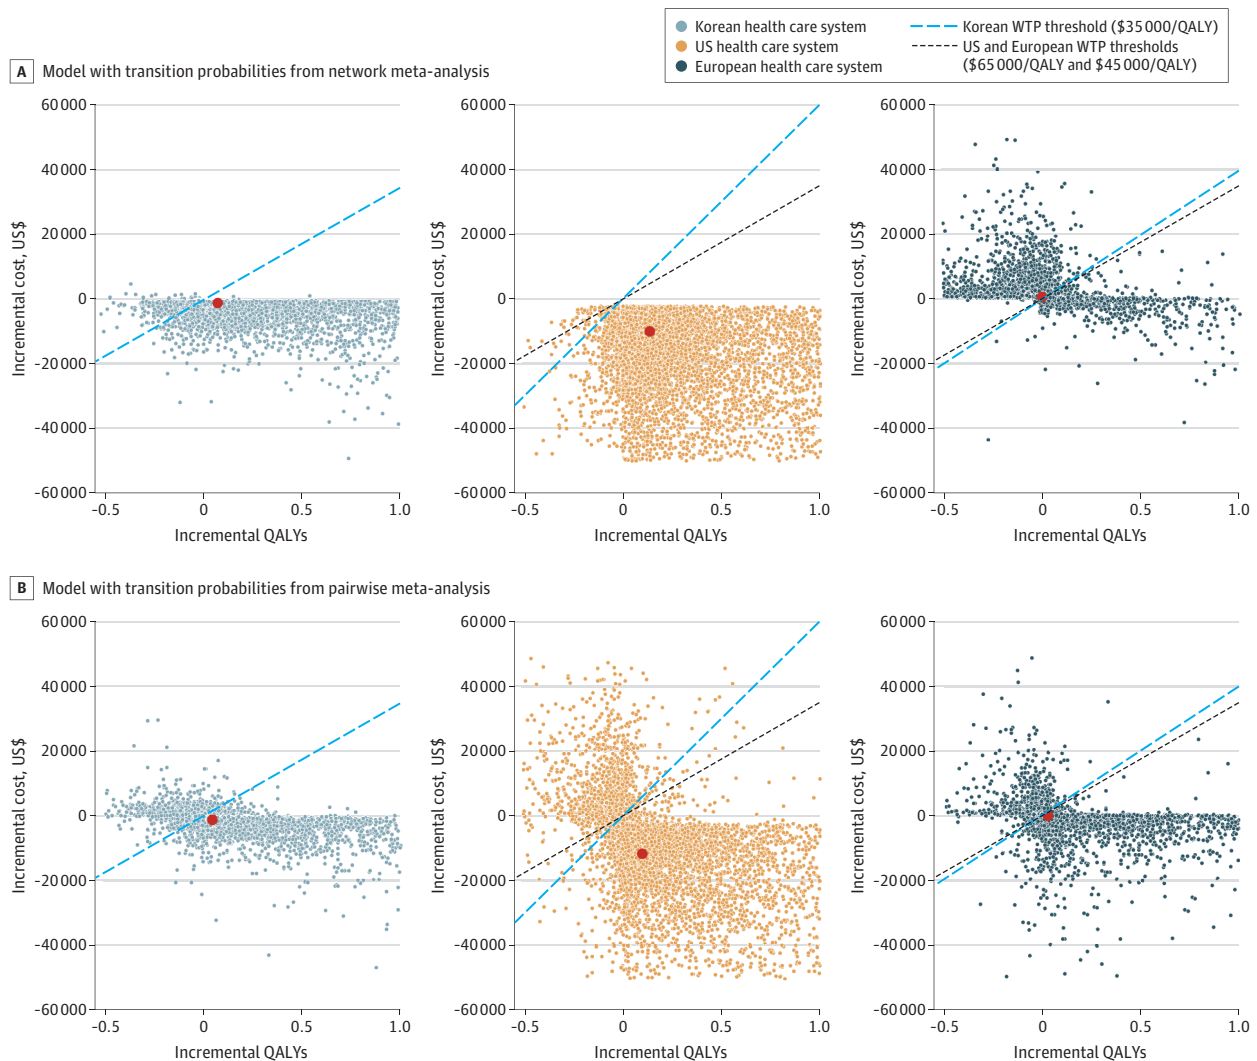 Korean health care system
US health care system
European health care system
Korean WTP threshold ($35 000/QALY)
US and European WTP thresholds
($65 000/QALY and $45 000/QALY)
A Model with transition probabilities from network meta-analysis
60 000
40 000
20 000
0
-20 000
-40 000
-60 000
Incremental cost, US$
-0.5 0 0.5 1.0
Incremental QALYs
60 000
40 000
20 000
0
-20 000
-40 000
-60 000
Incremental cost, US$
-0.5 0 0.5 1.0
Incremental QALYs
60 000
40 000
20 000
0
-20 000
-40 000
-60 000
Incremental cost, US$
-0.5 0 0.5 1.0
Incremental QALYs
B Model with transition probabilities from pairwise meta-analysis
60 000
40 000
20 000
0
-20 000
-40 000
-60 000
Incremental cost, US$
-0.5 0 0.5 1.0
Incremental QALYs
60 000
40 000
20 000
0
-20 000
-40 000
-60 000
Incremental cost, US$
-0.5 0 0.5 1.0
Incremental QALYs
60 000
40 000
20 000
0
-20 000
-40 000
-60 000
Incremental cost, US$
-0.5 0 0.5 1.0
Incremental QALYs